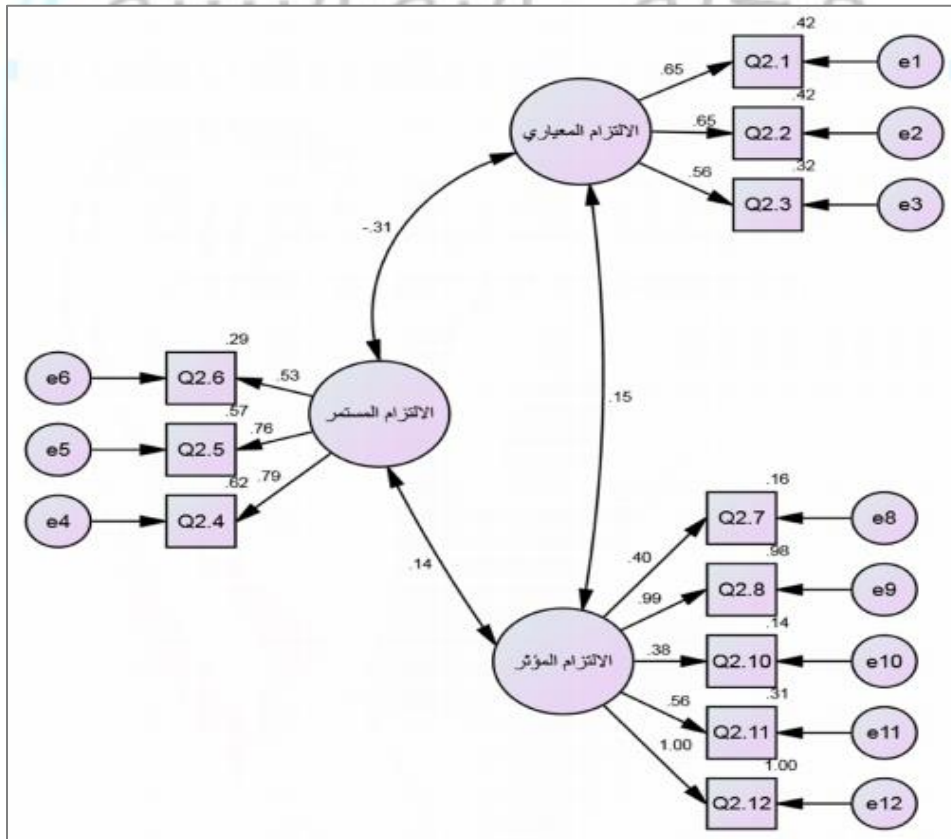 .42
.65
Q2.1
e1
الالتزام المعياري
.42
.65
Q2.2
e2
.32
.56
Q2.3
e3
-.31
.15
.29
e6
Q2.6
.53
الالتزام المستمر
.57
e5
Q2.5
.76
.62
e4
Q2.4
.79
.14
.16
.40
Q2.7
e8
.98
.99
Q2.8
e9
الالتزام المؤثر
.14
.38
Q2.10
e10
.31
.56
Q2.11
e11
1.00
1.00
Q2.12
e12